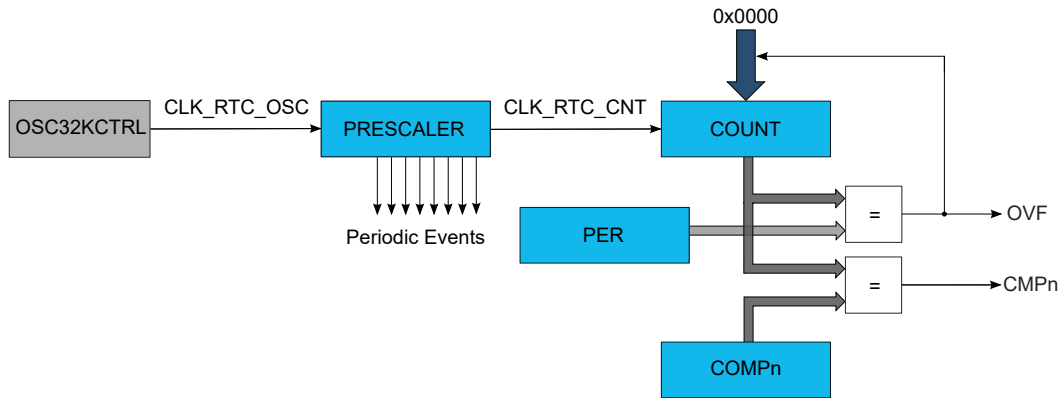 0x0000
OSC32KCTRL
CLK_RTC_OSC
PRESCALER
CLK_RTC_CNT
COUNT
Periodic Events
PER
=
OVF
=
CMPn
COMPn